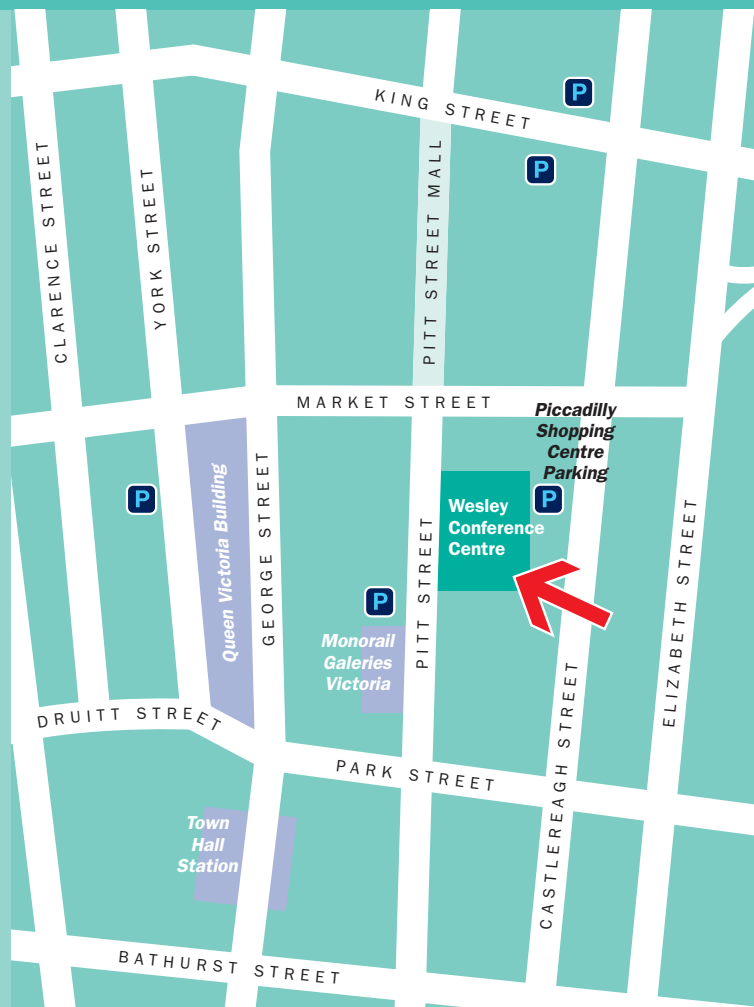 P
KING STREET
P
CLARENCE STREET
YORK STREET
PITT STREET MALL
MARKET STREET
Piccadilly
Shopping
Centre
Parking
P
P
Wesley
Conference
Centre
Queen Victoria Building
GEORGE STREET
PITT STREET
ELIZABETH STREET
P
Monorail
Galeries
Victoria
DRUITT STREET
PARK STREET
CASTLEREAGH STREET
Town
Hall
Station
BATHURST STREET